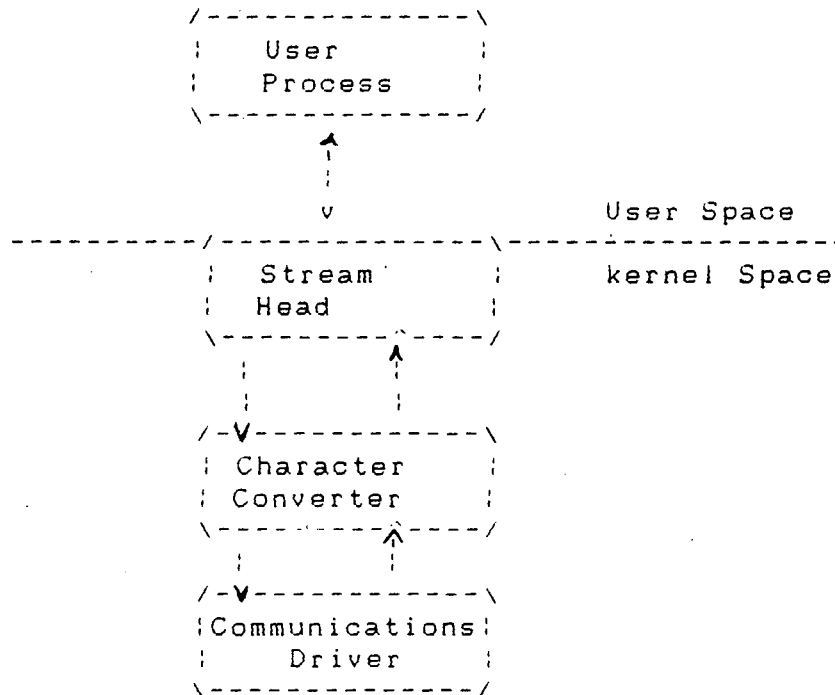 User
Process
User Space
Stream
Head
kernel Space
Character
Converter
Communications
Driver